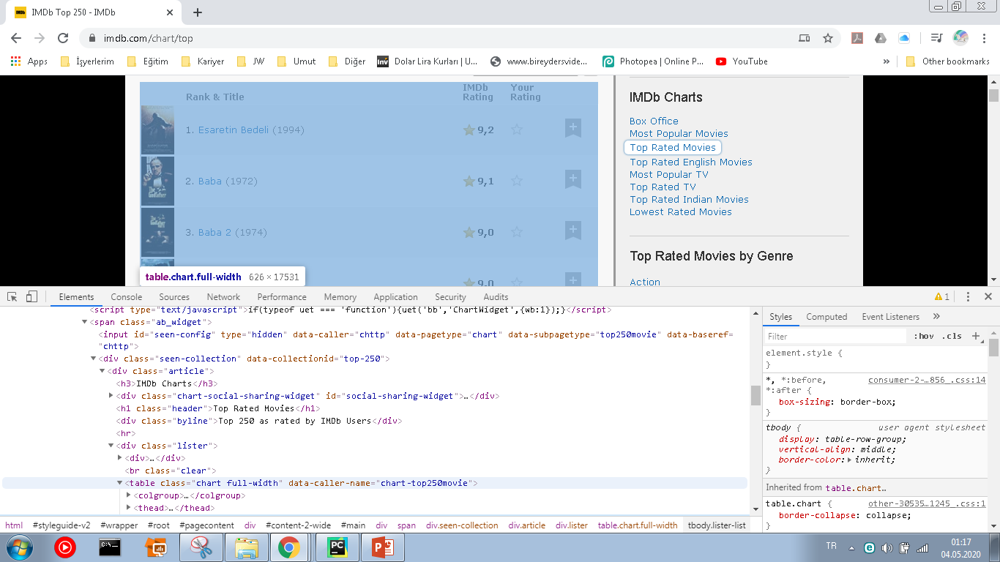 IMDb Top 250 - IMDb
imdb.com/chart/top
Apps İşyerlerim Eğitim Kariyer JW Umut Diğer Dolar Lira Kurları | U... www.bireydersvide... Photopea | Online P... YouTube » Other bookmarks
Rank & Title IMDb Rating Your Rating
1. Esaretin Bedeli (1994) 9,2
2. Baba (1972) 9,1
3. Baba 2 (1974) 9,0
9,0
table.chart.full-width 626 × 17531
IMDb Charts
Box Office
Most Popular Movies
Top Rated Movies
Top Rated English Movies
Most Popular TV
Top Rated TV
Top Rated Indian Movies
Lowest Rated Movies
Top Rated Movies by Genre
Action
Elements Console Sources Network Performance Memory Application Security Audits 1
<script type="text/javascript">if(typeof uet === 'function'){uet('bb','ChartWidget',{wb:1});}</script>
<span class="ab_widget">
<input id="seen-config" type="hidden" data-caller="chttp" data-pagetype="chart" data-subpagetype="top250movie" data-baseref=
"chttp">
<div class="seen-collection" data-collectionid="top-250">
<div class="article">
<h3>IMDb Charts</h3>
<div class="chart-social-sharing-widget" id="social-sharing-widget">…</div>
<h1 class="header">Top Rated Movies</h1>
<div class="byline">Top 250 as rated by IMDb Users</div>
<hr>
<div class="lister">
<div>…</div>
<br class="clear">
<table class="chart full-width" data-caller-name="chart-top250movie">
<colgroup>…</colgroup>
<thead>…</thead>
Styles Computed Event Listeners »
Filter :hov .cls +
element.style {
}
*, *:before, consumer-2-…856_.css:14
*:after {
box-sizing: border-box;
}
tbody { user agent stylesheet
display: table-row-group;
vertical-align: middle;
border-color: inherit;
}
Inherited from table.chart…
table.chart { other-30535…1245_.css:1
border-collapse: collapse;
}
html #styleguide-v2 #wrapper #root #pagecontent div #content-2-wide #main div span div.seen-collection div.article div.lister table.chart.full-width tbody.lister-list
TR 01:17
04.05.2020